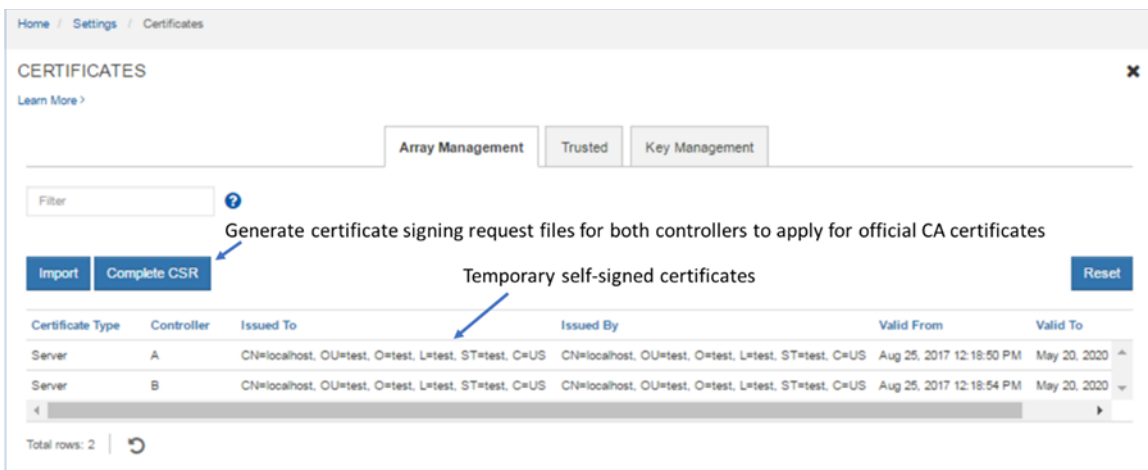 Home / Settings / Certificates
CERTIFICATES
Learn More >
Array Management Trusted Key Management
Filter ?
Generate certificate signing request files for both controllers to apply for official CA certificates
Import Complete CSR Temporary self-signed certificates Reset
Certificate Type Controller Issued To Issued By Valid From Valid To
Server A CN=localhost, OU=test, O=test, L=test, ST=test, C=US CN=localhost, OU=test, O=test, L=test, ST=test, C=US Aug 25, 2017 12:18:50 PM May 20, 2020
Server B CN=localhost, OU=test, O=test, L=test, ST=test, C=US CN=localhost, OU=test, O=test, L=test, ST=test, C=US Aug 25, 2017 12:18:54 PM May 20, 2020
Total rows: 2